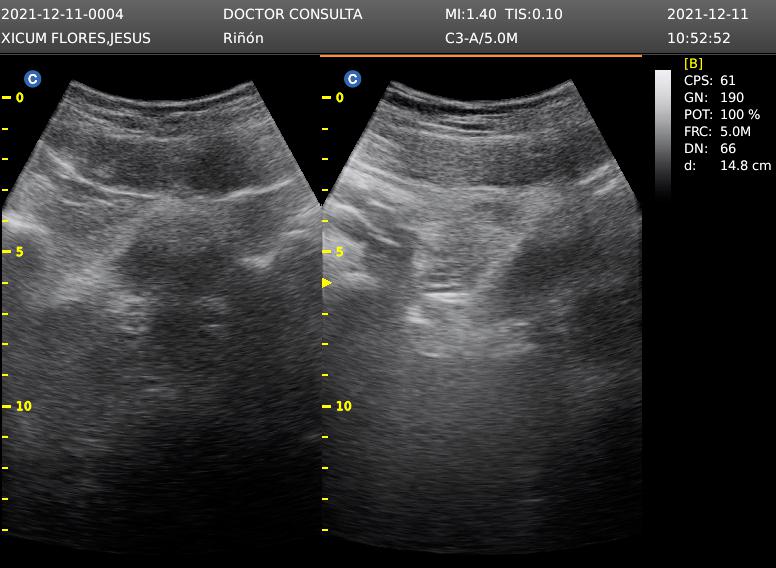 2021-12-11-0004 DOCTOR CONSULTA MI:1.40 TIS:0.10 2021-12-11
XICUM FLORES,JESUS Riñón C3-A/5.0M 10:52:52
[B]
CPS: 61
GN: 190
POT: 100 %
FRC: 5.0M
DN: 66
d: 14.8 cm
C C
0 0
5 5
10 10